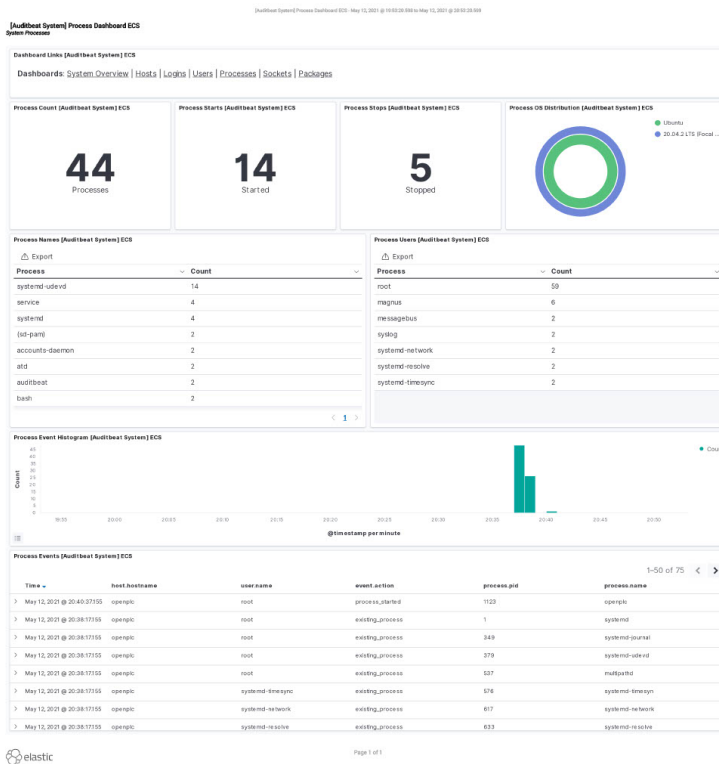 [Auditbeat System] Process Dashboard ECS - May 12, 2021 @
[Auditbeat System] Process Dashboard ECS
System Processes
Dashboard Links [Auditbeat System] ECS
Dashboards: System Overview | Hosts | Logins | Users | Processes | Sockets | Packages
Process Count [Auditbeat System] ECS
44
Processes
Process Starts [Auditbeat System] ECS
14
Started
Process Stops [Auditbeat System] ECS
5
Stopped
Process OS Distribution [Auditbeat System] ECS
Ubuntu
20.04.2 LTS (Focal ...
Process Names [Auditbeat System] ECS
Export
Process Count
systemd-udevd 14
service 4
systemd 4
(sd-pam) 2
accounts-daemon 2
atd 2
auditbeat 2
bash 2
1
Process Users [Auditbeat System] ECS
Export
Process Count
root 59
magnus 6
messagebus 2
syslog 2
systemd-network 2
systemd-resolve 2
systemd-timesync 2
Process Event Histogram [Auditbeat System] ECS
Count
45
40
35
30
25
20
15
10
5
0
19:55 20:00 20:05 20:10 20:15 20:20 20:25 20:30 20:35 20:40 20:45 20:50
@timestamp per minute
Coun
Process Events [Auditbeat System] ECS
1–50 of 75
Time host.hostname user.name event.action process.pid process.name
May 12, 2021 @ 20:40:37.155 openplc root process_started 1123 openplc
May 12, 2021 @ 20:38:17.155 openplc root existing_process 1 systemd
May 12, 2021 @ 20:38:17.155 openplc root existing_process 349 systemd-journal
May 12, 2021 @ 20:38:17.155 openplc root existing_process 379 systemd-udevd
May 12, 2021 @ 20:38:17.155 openplc root existing_process 537 multipathd
May 12, 2021 @ 20:38:17.155 openplc systemd-timesync existing_process 576 systemd-timesyn
May 12, 2021 @ 20:38:17.155 openplc systemd-network existing_process 617 systemd-network
May 12, 2021 @ 20:38:17.155 openplc systemd-resolve existing_process 633 systemd-resolve
elastic
Page 1 of 1